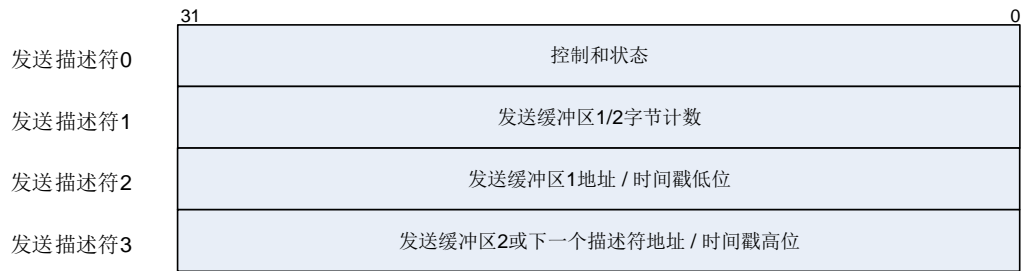 31 0
发送描述符0 控制和状态
发送描述符1 发送缓冲区1/2字节计数
发送描述符2 发送缓冲区1地址 / 时间戳低位
发送描述符3 发送缓冲区2或下一个描述符地址 / 时间戳高位